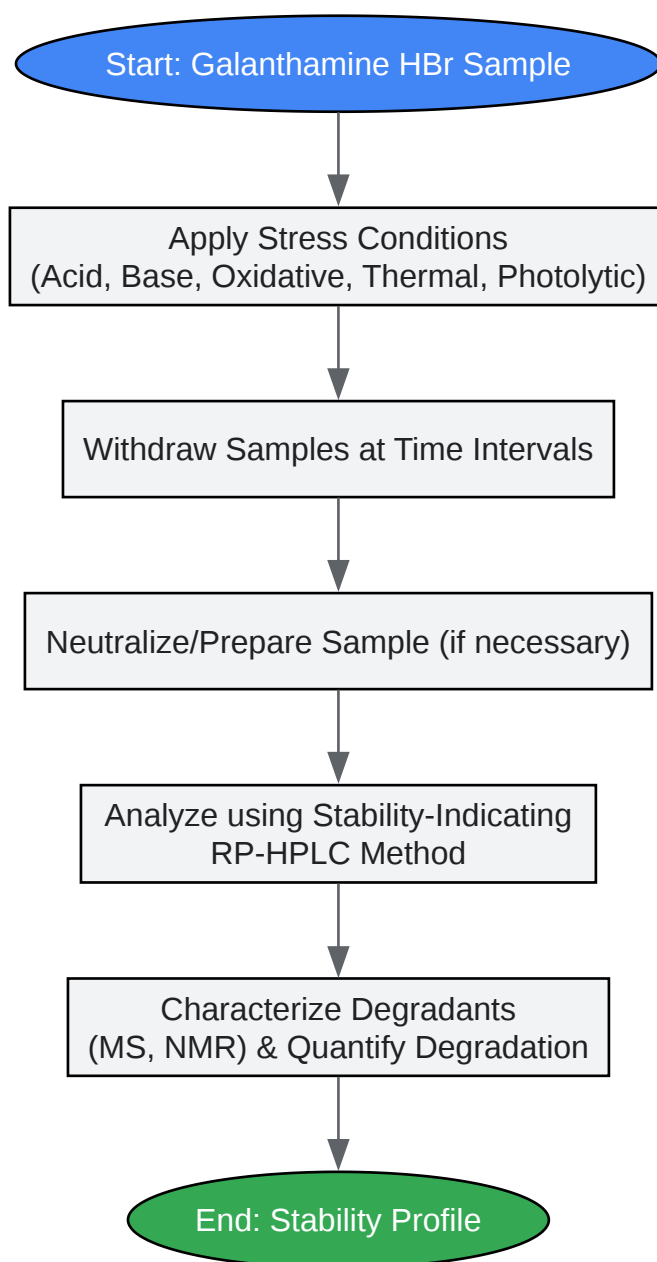 Start: Galanthamine HBr Sample
Apply Stress Conditions
(Acid, Base, Oxidative, Thermal, Photolytic)
Withdraw Samples at Time Intervals
Neutralize/Prepare Sample (if necessary)
Analyze using Stability-Indicating
RP-HPLC Method
Characterize Degradants
(MS, NMR) & Quantify Degradation
End: Stability Profile